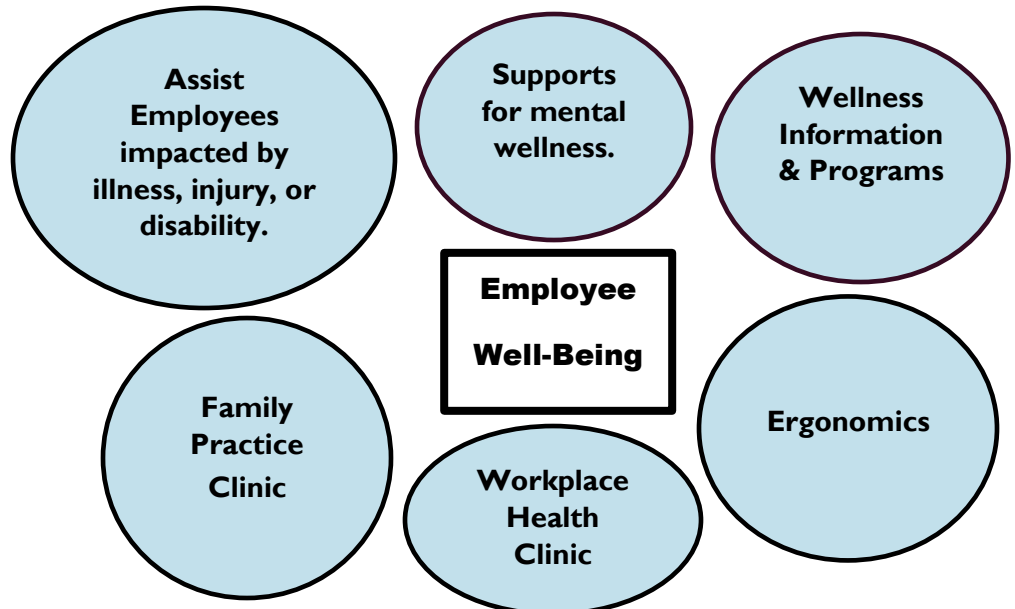 Assist
Employees
impacted by
illness, injury, or
disability.
Supports
for mental
wellness.
Wellness
Information
& Programs
Employee
Well-Being
Family
Practice
Clinic
Workplace
Health
Clinic
Ergonomics